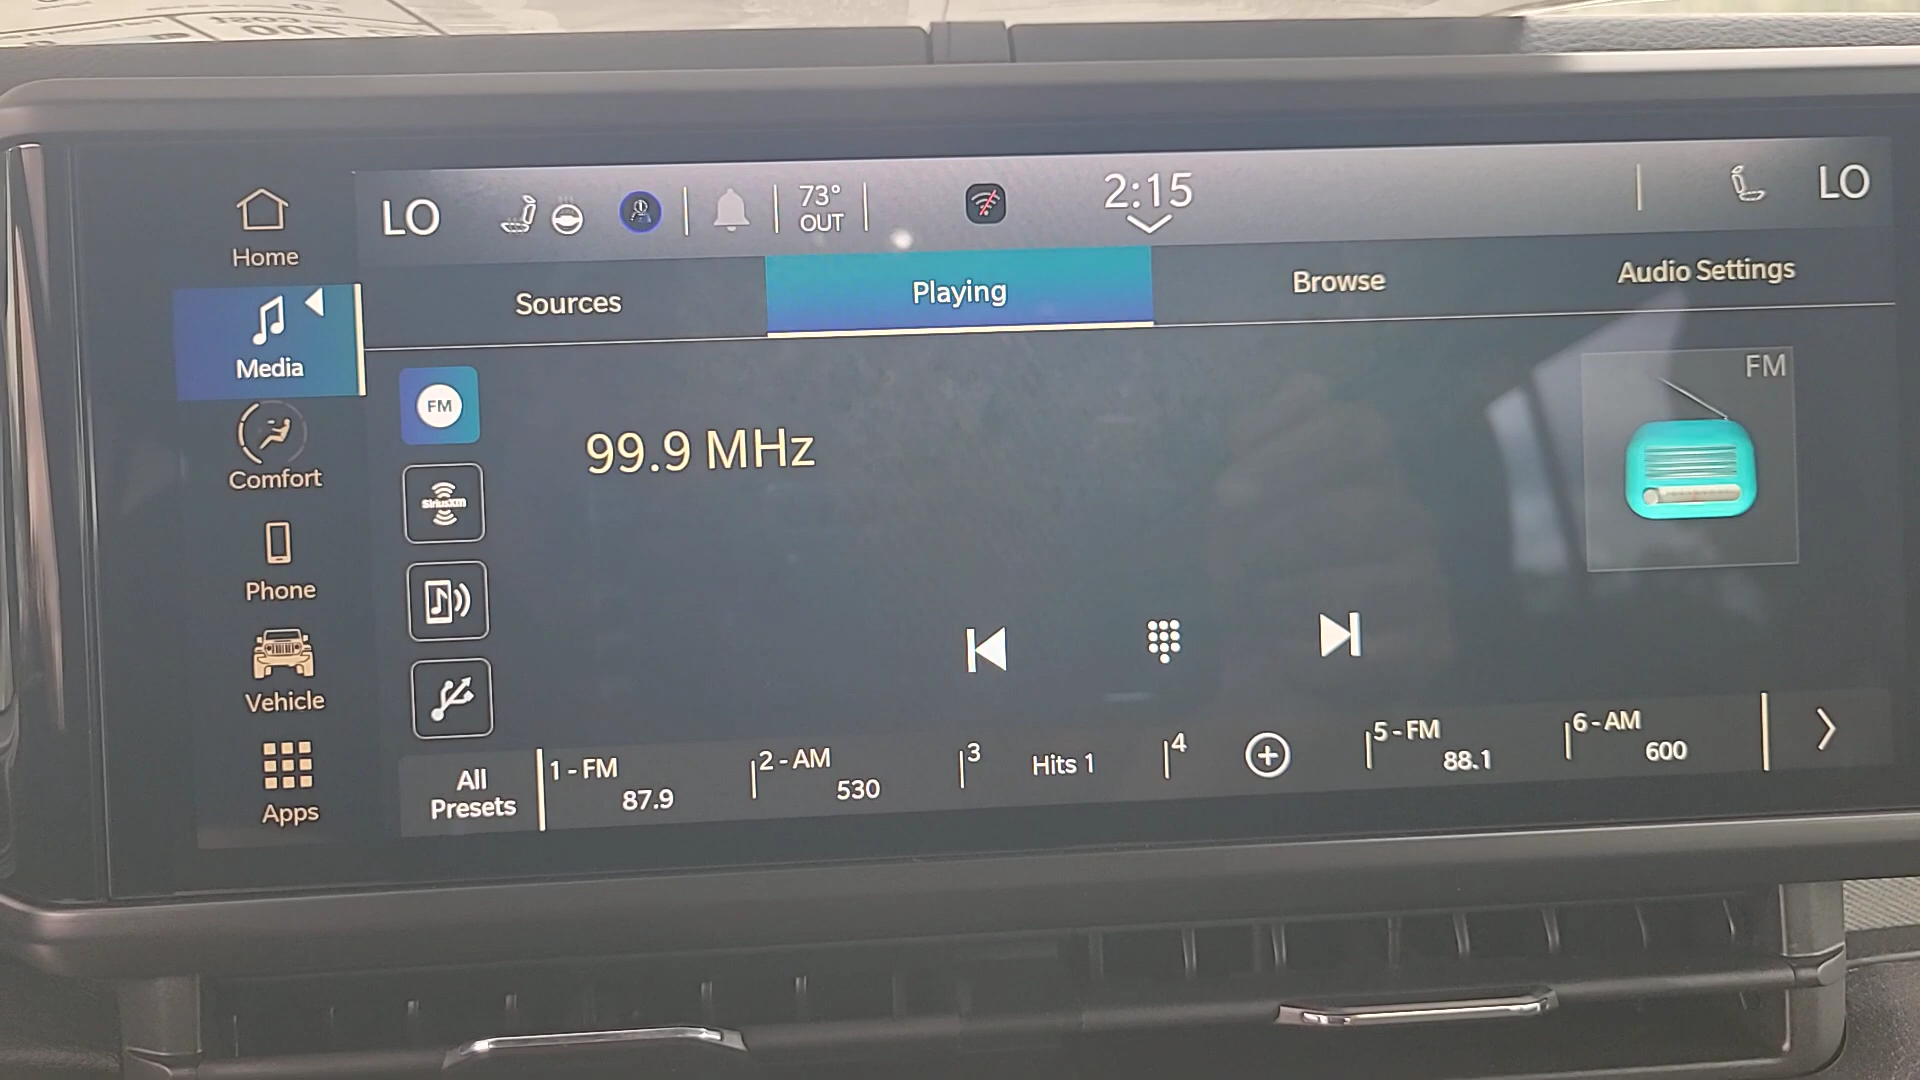 LO
73°
OUT
2:15
LO
Home
Media
Comfort
Phone
Vehicle
Apps
Sources
Playing
Browse
Audio Settings
FM
SiriusXM
99.9 MHz
FM
All
Presets
1 - FM
87.9
2 - AM
530
3
Hits 1
4
5 - FM
88.1
6 - AM
600